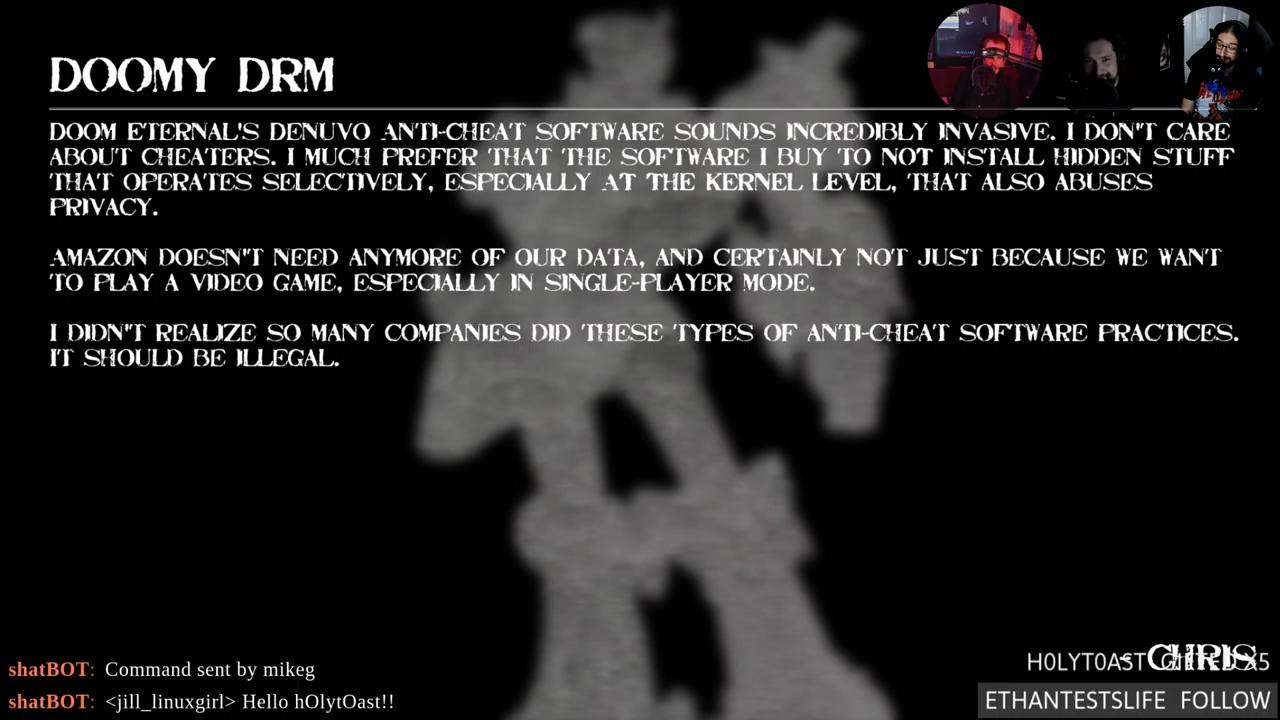 DOOMY DRM
DOOM ETERNAL'S DENUVO ANTI-CHEAT SOFTWARE SOUNDS INCREDIBLY INVASIVE. I DON'T CARE
ABOUT CHEATERS. I MUCH PREFER THAT THE SOFTWARE I BUY TO NOT INSTALL HIDDEN STUFF
THAT OPERATES SELECTIVELY, ESPECIALLY AT THE KERNEL LEVEL, THAT ALSO ABUSES
PRIVACY.
AMAZON DOESN'T NEED ANYMORE OF OUR DATA, AND CERTAINLY NOT JUST BECAUSE WE WANT
TO PLAY A VIDEO GAME, ESPECIALLY IN SINGLE-PLAYER MODE.
I DIDN'T REALIZE SO MANY COMPANIES DID THESE TYPES OF ANTI-CHEAT SOFTWARE PRACTICES.
IT SHOULD BE ILLEGAL.
- CHRIS
H0LYT0AST X5
ETHANTESTSLIFE FOLLOW
shatBOT: Command sent by mikeg
shatBOT: <jill_linuxgirl> Hello hOlytOast!!